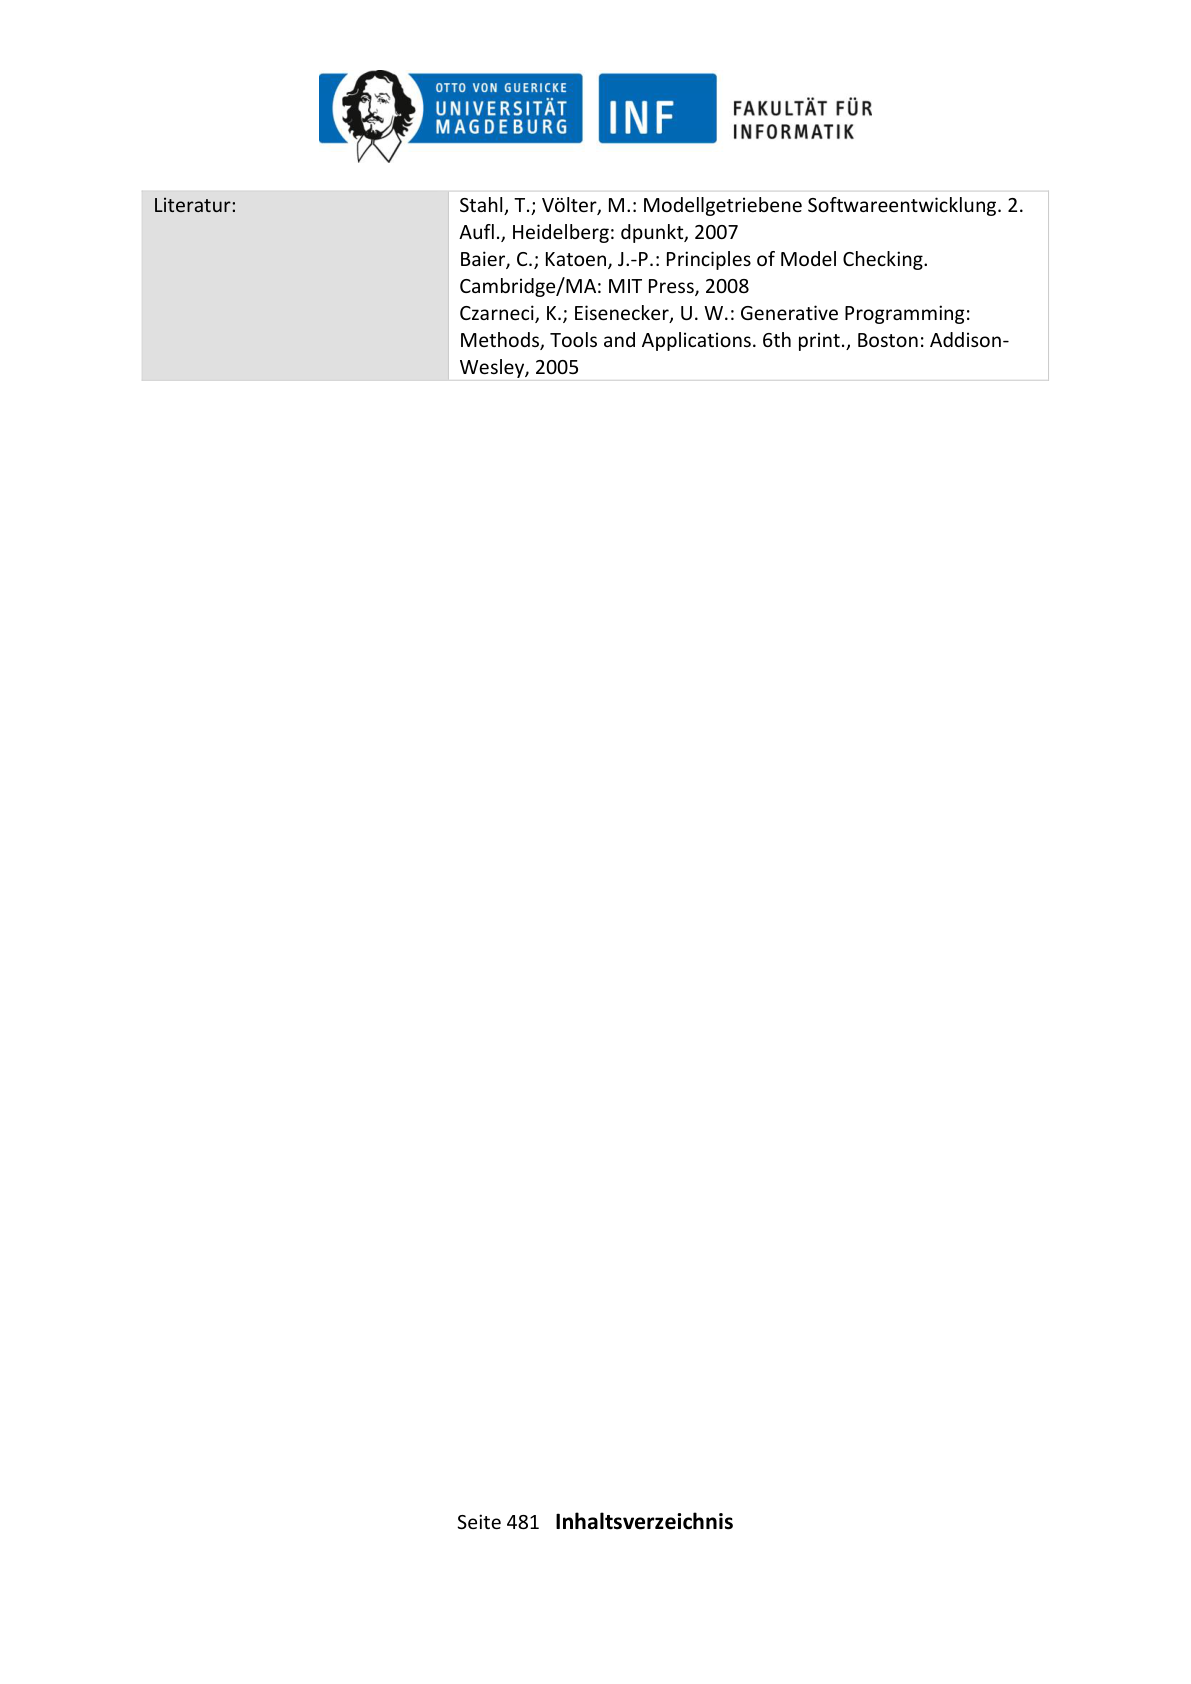 OTTO VON GUERICKE
UNIVERSITÄT
MAGDEBURG
INF
FAKULTÄT FÜR
INFORMATIK
Literatur:
Stahl, T.; Völter, M.: Modellgetriebene Softwareentwicklung. 2.
Aufl., Heidelberg: dpunkt, 2007
Baier, C.; Katoen, J.-P.: Principles of Model Checking.
Cambridge/MA: MIT Press, 2008
Czarneci, K.; Eisenecker, U. W.: Generative Programming:
Methods, Tools and Applications. 6th print., Boston: Addison-
Wesley, 2005
Seite 481 Inhaltsverzeichnis